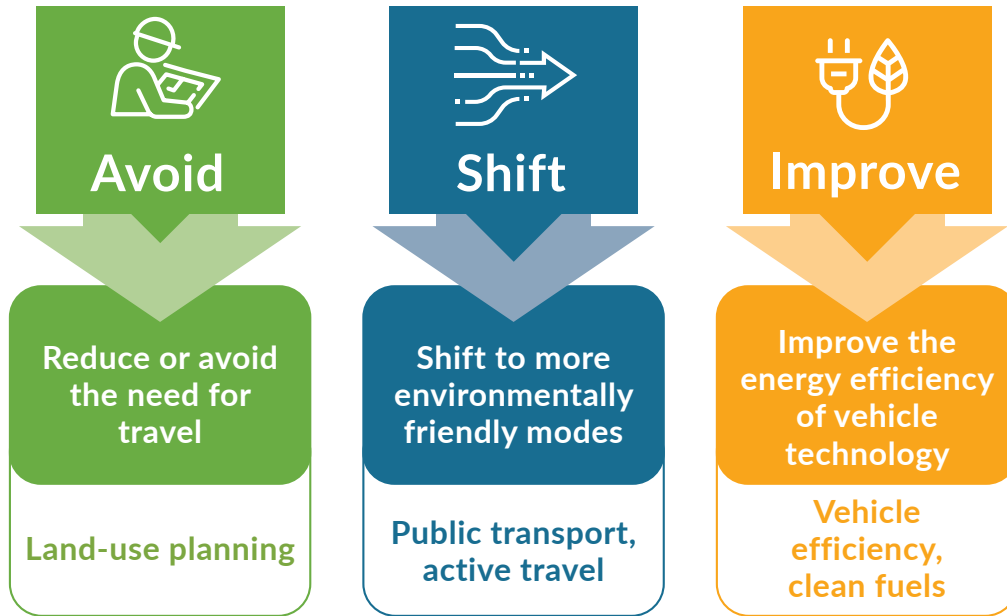 Avoid
Reduce or avoid
the need for
travel
Land-use planning
Shift
Shift to more
environmentally
friendly modes
Public transport,
active travel
Improve
Improve the
energy efficiency
of vehicle
technology
Vehicle
efficiency,
clean fuels